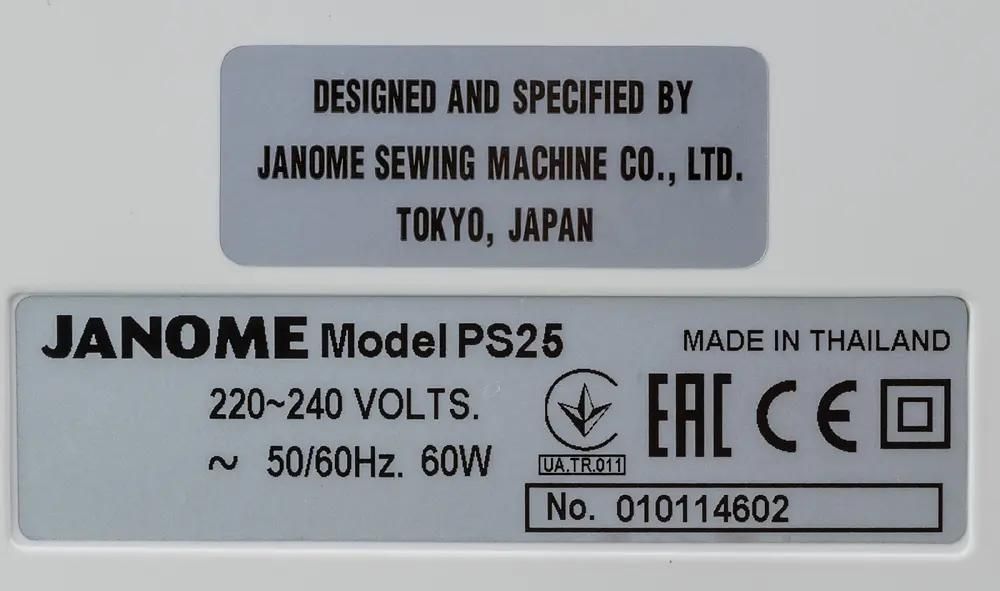 DESIGNED AND SPECIFIED BY
JANOME SEWING MACHINE CO., LTD.
TOKYO, JAPAN
JANOME Model PS25
MADE IN THAILAND
220~240 VOLTS.
~ 50/60Hz. 60W
UA.TR.011
EAC CE
No. 010114602